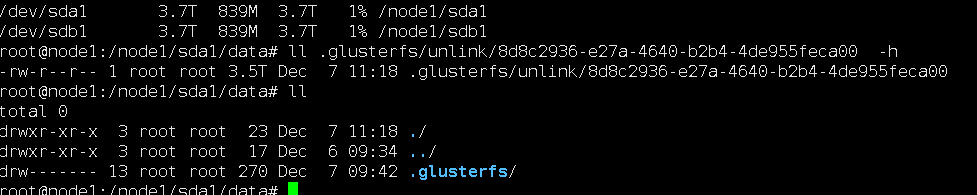 /dev/sda1       3.7T  839M  3.7T   1% /node1/sda1
/dev/sdb1       3.7T  839M  3.7T   1% /node1/sdb1
root@node1:/node1/sda1/data# ll .glusterfs/unlink/8d8c2936-e27a-4640-b2b4-4de955feca00  -h
-rw-r--r-- 1 root root 3.5T Dec  7 11:18 .glusterfs/unlink/8d8c2936-e27a-4640-b2b4-4de955feca00
root@node1:/node1/sda1/data# ll
total 0
drwxr-xr-x  3 root root  23 Dec  7 11:18 ./
drwxr-xr-x  3 root root  17 Dec  6 09:34 ../
drw------- 13 root root 270 Dec  7 09:42 .glusterfs/
root@node1:/node1/sda1/data#